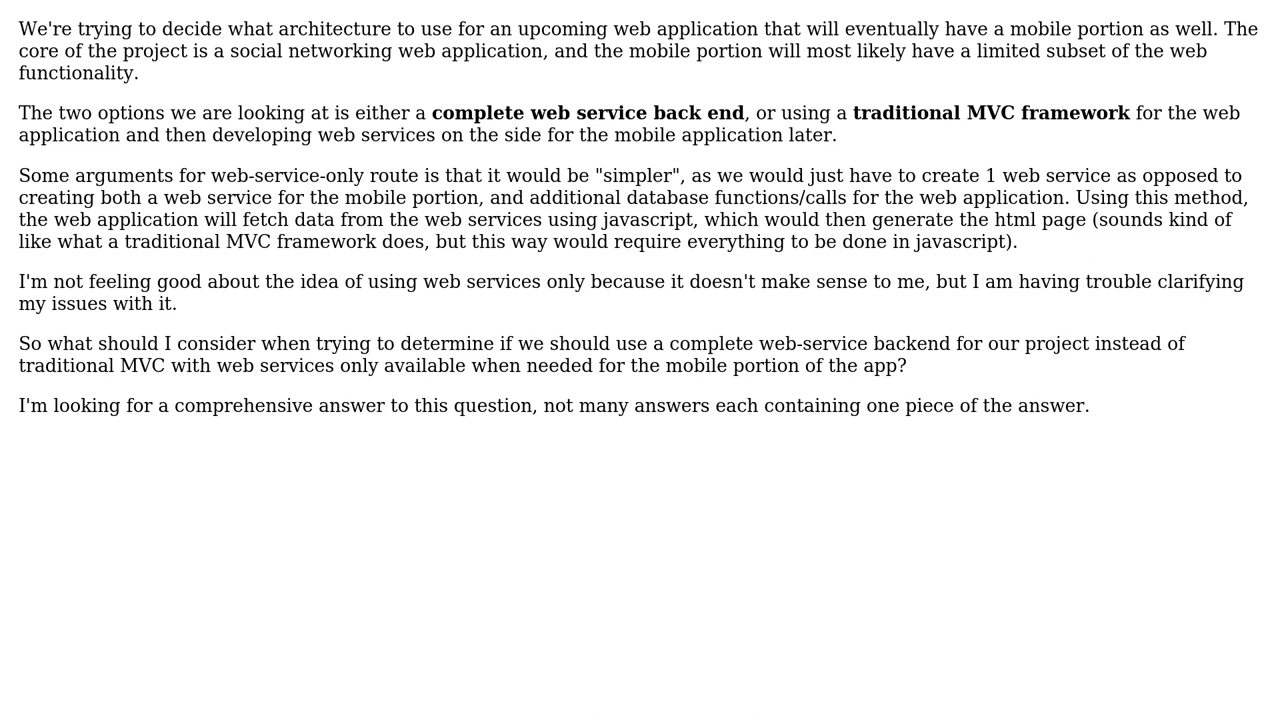 We're trying to decide what architecture to use for an upcoming web application that will eventually have a mobile portion as well. The
core of the project is a social networking web application, and the mobile portion will most likely have a limited subset of the web
functionality.
The two options we are looking at is either a complete web service back end, or using a traditional MVC framework for the web
application and then developing web services on the side for the mobile application later.
Some arguments for web-service-only route is that it would be "simpler", as we would just have to create 1 web service as opposed to
creating both a web service for the mobile portion, and additional database functions/calls for the web application. Using this method,
the web application will fetch data from the web services using javascript, which would then generate the html page (sounds kind of
like what a traditional MVC framework does, but this way would require everything to be done in javascript).
I'm not feeling good about the idea of using web services only because it doesn't make sense to me, but I am having trouble clarifying
my issues with it.
So what should I consider when trying to determine if we should use a complete web-service backend for our project instead of
traditional MVC with web services only available when needed for the mobile portion of the app?
I'm looking for a comprehensive answer to this question, not many answers each containing one piece of the answer.